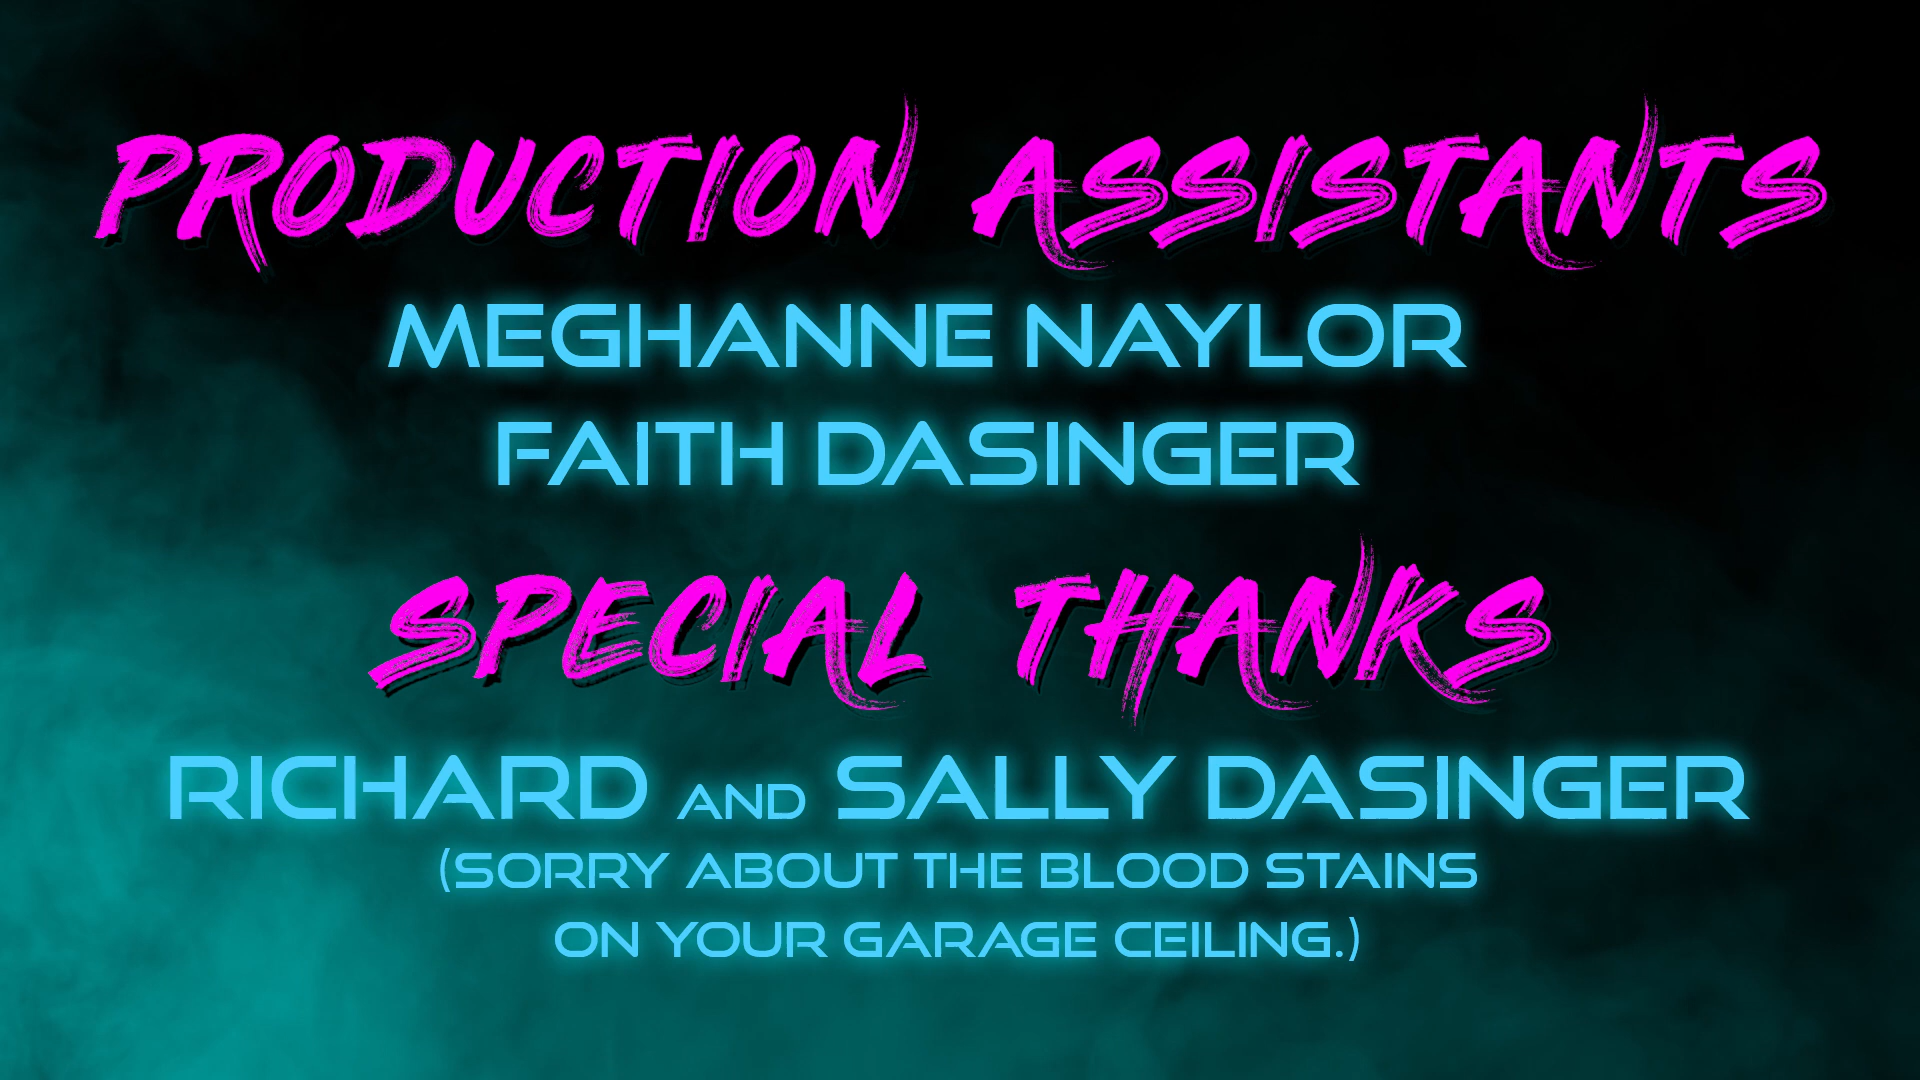 PRODUCTION ASSISTANTS
MEGHANNE NAYLOR
FAITH DASINGER
SPECIAL THANKS
RICHARD AND SALLY DASINGER
(SORRY ABOUT THE BLOOD STAINS
ON YOUR GARAGE CEILING.)